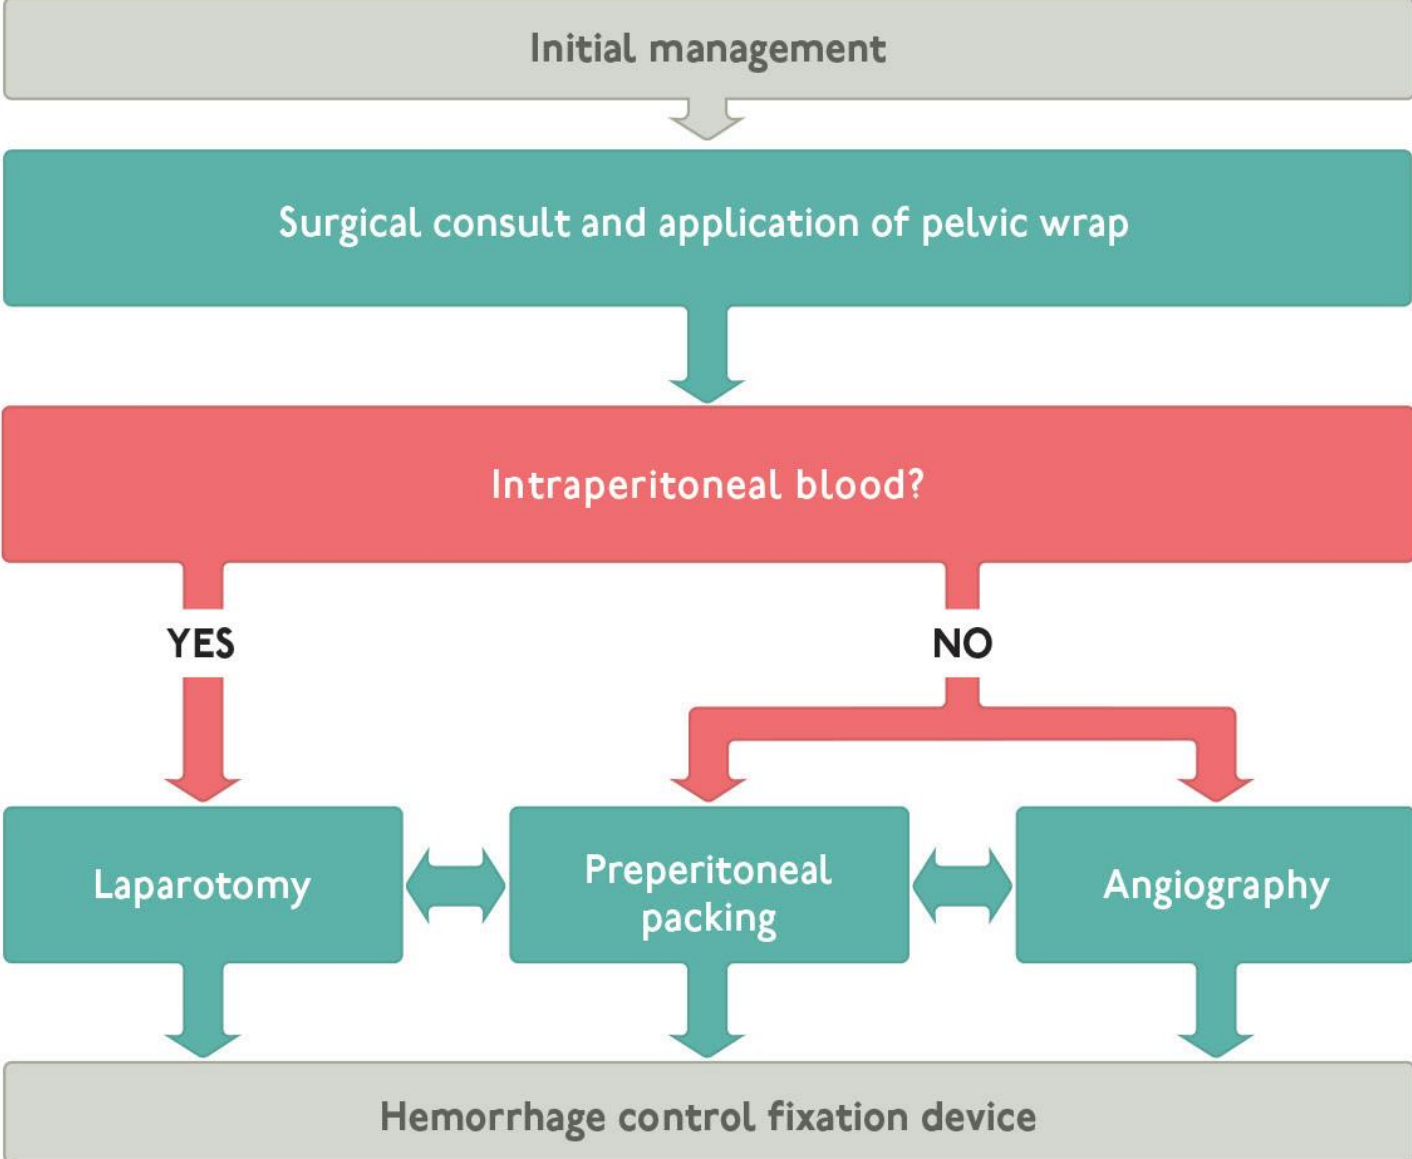 Initial management
Surgical consult and application of pelvic wrap
Intraperitoneal blood?
YES
NO
Laparotomy
Preperitoneal
packing
Angiography
Hemorrhage control fixation device